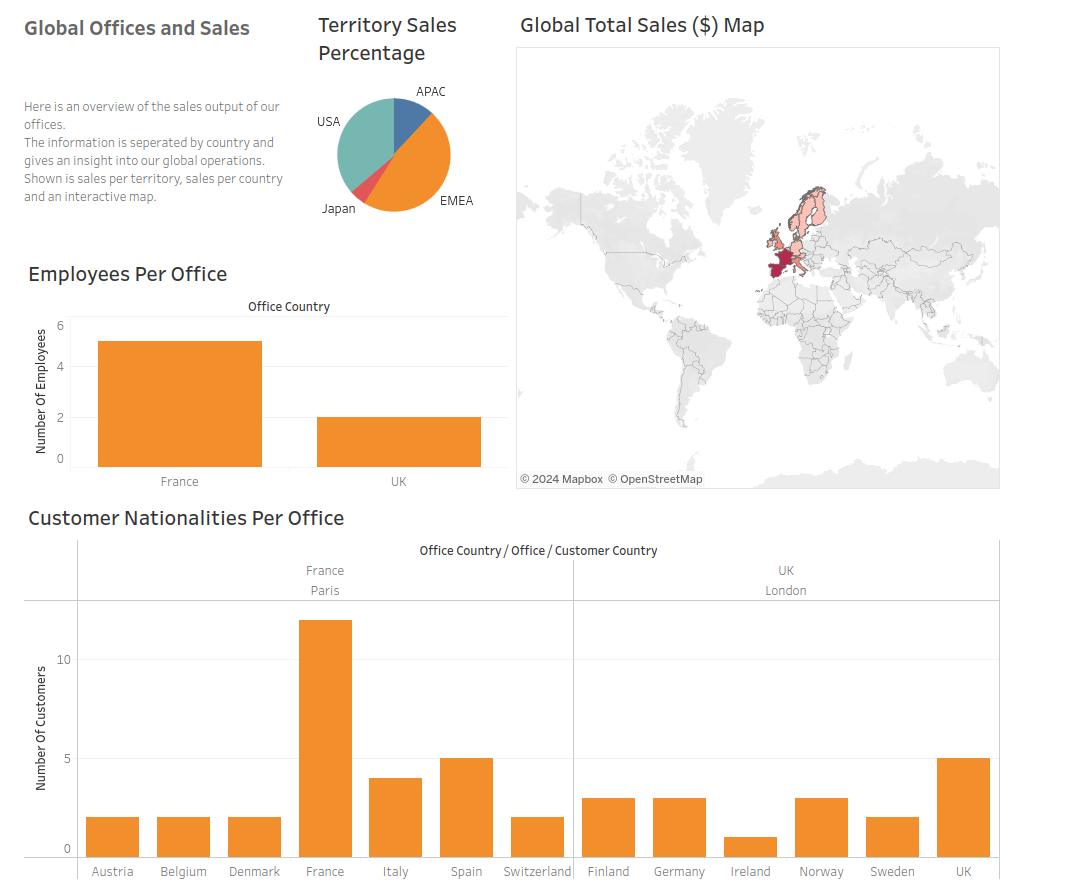 Global Offices and Sales
Here is an overview of the sales output of our
offices.
The information is seperated by country and
gives an insight into our global operations.
Shown is sales per territory, sales per country
and an interactive map.
Territory Sales
Percentage
APAC
USA
EMEA
Japan
Global Total Sales ($) Map
© 2024 Mapbox © OpenStreetMap
Employees Per Office
Office Country
Number Of Employees
6
4
2
0
France
UK
Customer Nationalities Per Office
Office Country / Office / Customer Country
France
UK
Paris
London
Number Of Customers
10
5
0
Austria
Belgium
Denmark
France
Italy
Spain
Switzerland
Finland
Germany
Ireland
Norway
Sweden
UK